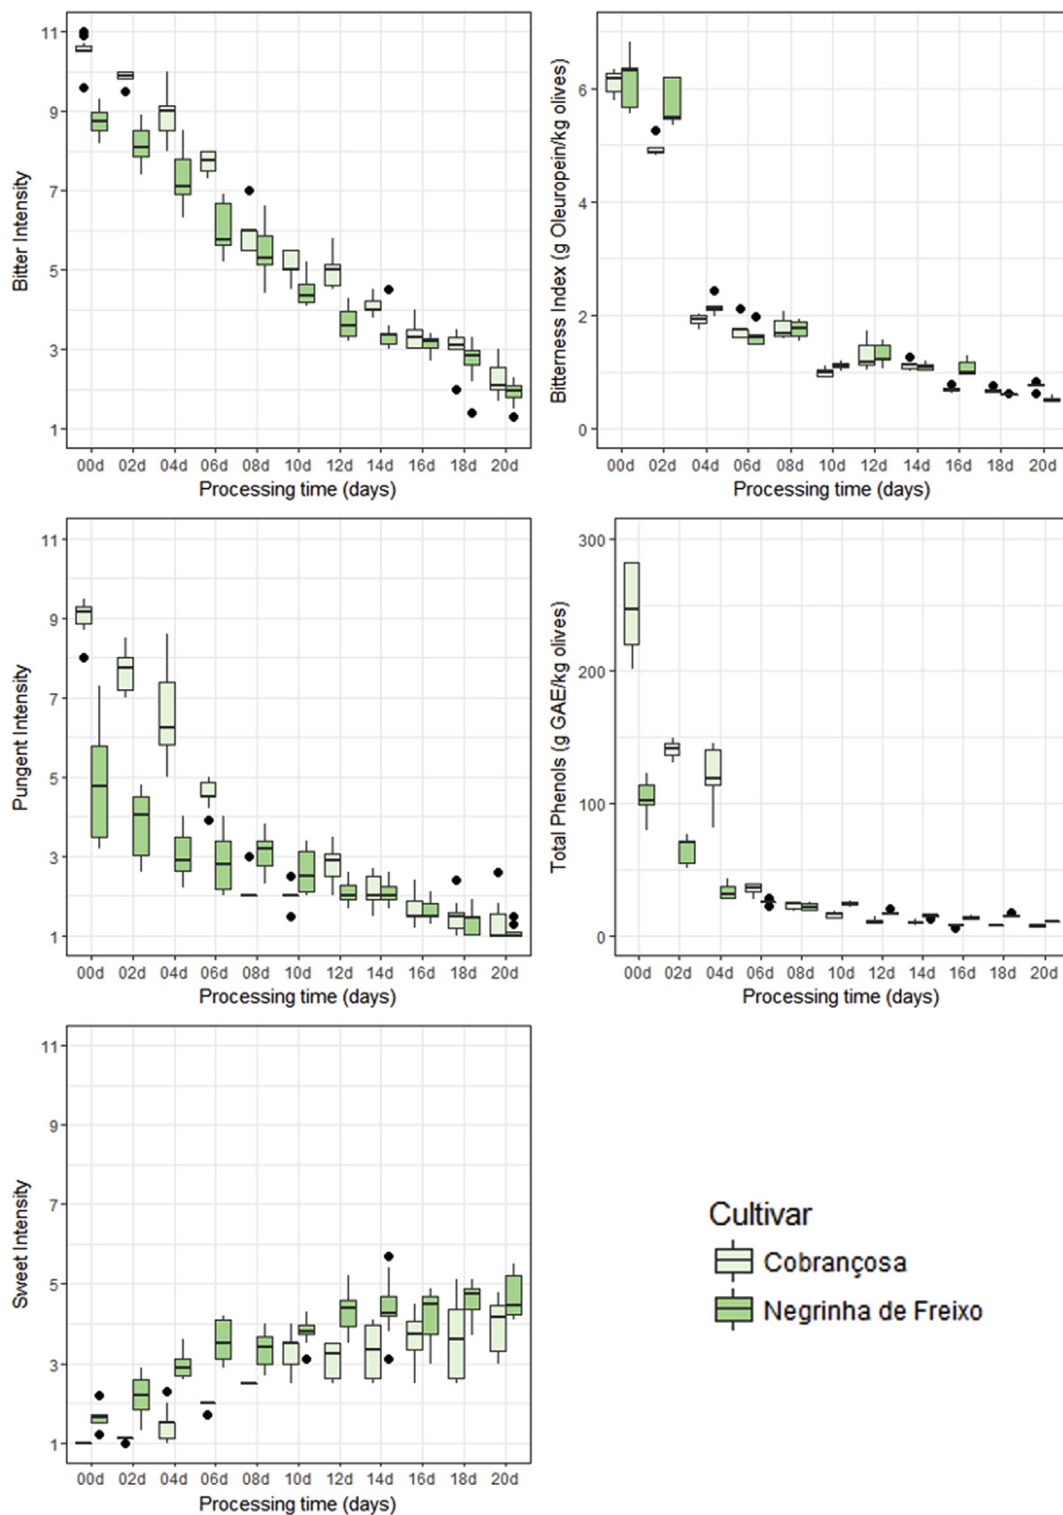 Bitter Intensity
11
9
7
5
3
1
00d 02d 04d 06d 08d 10d 12d 14d 16d 18d 20d
Processing time (days)
Bitterness Index (g Oleuropein/kg olives)
6
4
2
0
00d 02d 04d 06d 08d 10d 12d 14d 16d 18d 20d
Processing time (days)
Pungent Intensity
11
9
7
5
3
1
00d 02d 04d 06d 08d 10d 12d 14d 16d 18d 20d
Processing time (days)
Total Phenols (g GAE/kg olives)
300
200
100
0
00d 02d 04d 06d 08d 10d 12d 14d 16d 18d 20d
Processing time (days)
Sweet Intensity
11
9
7
5
3
1
00d 02d 04d 06d 08d 10d 12d 14d 16d 18d 20d
Processing time (days)
Cultivar
Cobrançosa
Negrinha de Freixo